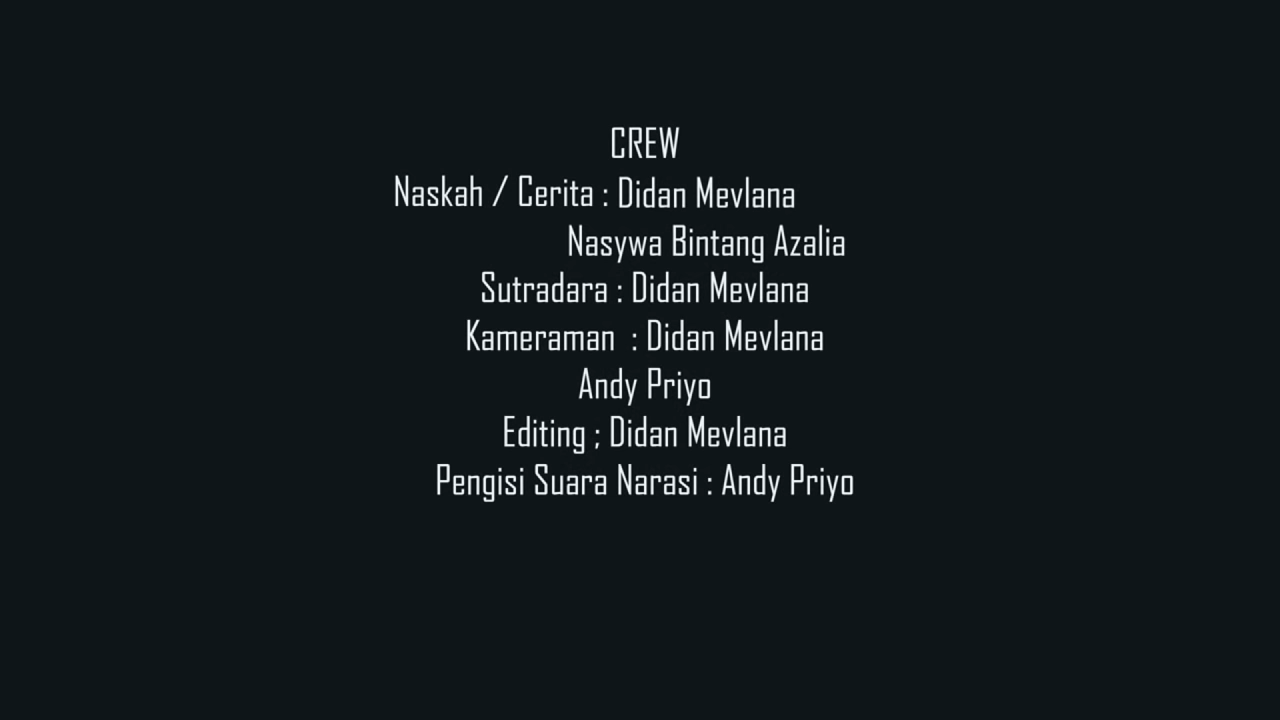 CREW
Naskah / Cerita : Didan Mevlana
Nasywa Bintang Azalia
Sutradara : Didan Mevlana
Kameraman : Didan Mevlana
Andy Priyo
Editing ; Didan Mevlana
Pengisi Suara Narasi : Andy Priyo